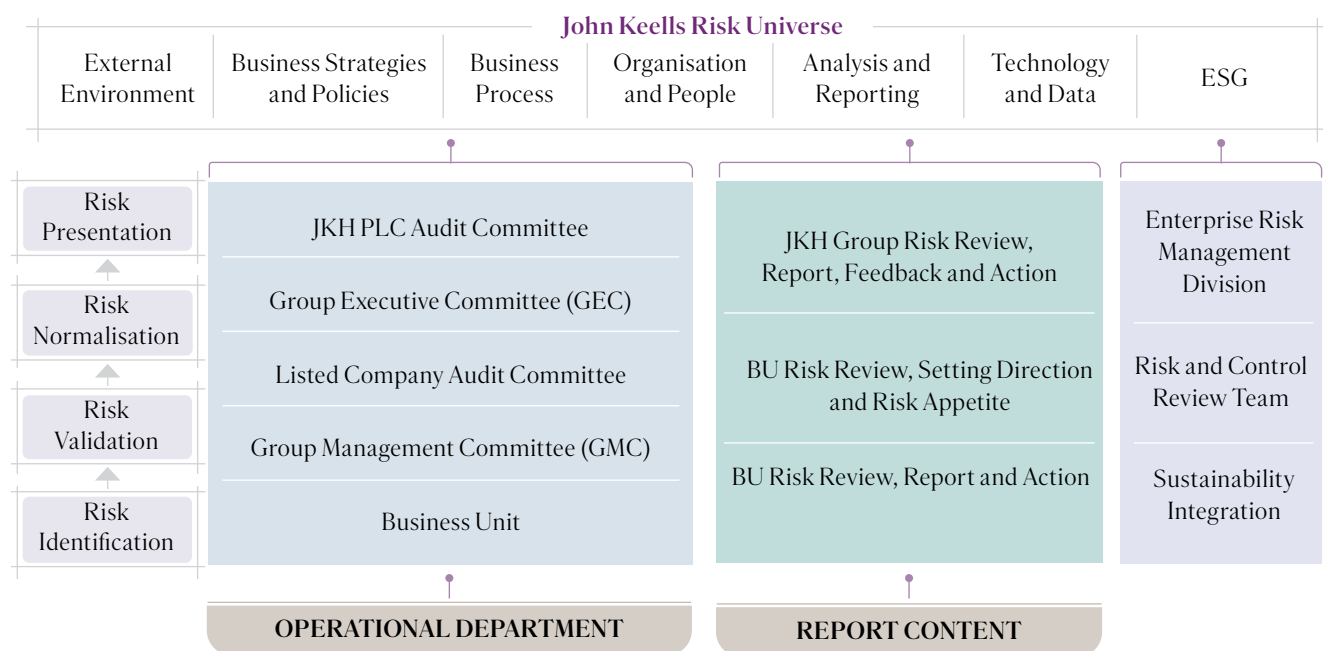 John Keells Risk Universe
External
Environment
Business Strategies
and Policies
Business
Process
Organisation
and People
Analysis and
Reporting
Technology
and Data
ESG
Risk
Presentation
Risk
Normalisation
Risk
Validation
Risk
Identification
JKH PLC Audit Committee
Group Executive Committee (GEC)
Listed Company Audit Committee
Group Management Committee (GMC)
Business Unit
OPERATIONAL DEPARTMENT
JKH Group Risk Review,
Report, Feedback and Action
BU Risk Review, Setting Direction
and Risk Appetite
BU Risk Review, Report and Action
REPORT CONTENT
Enterprise Risk
Management
Division
Risk and Control
Review Team
Sustainability
Integration